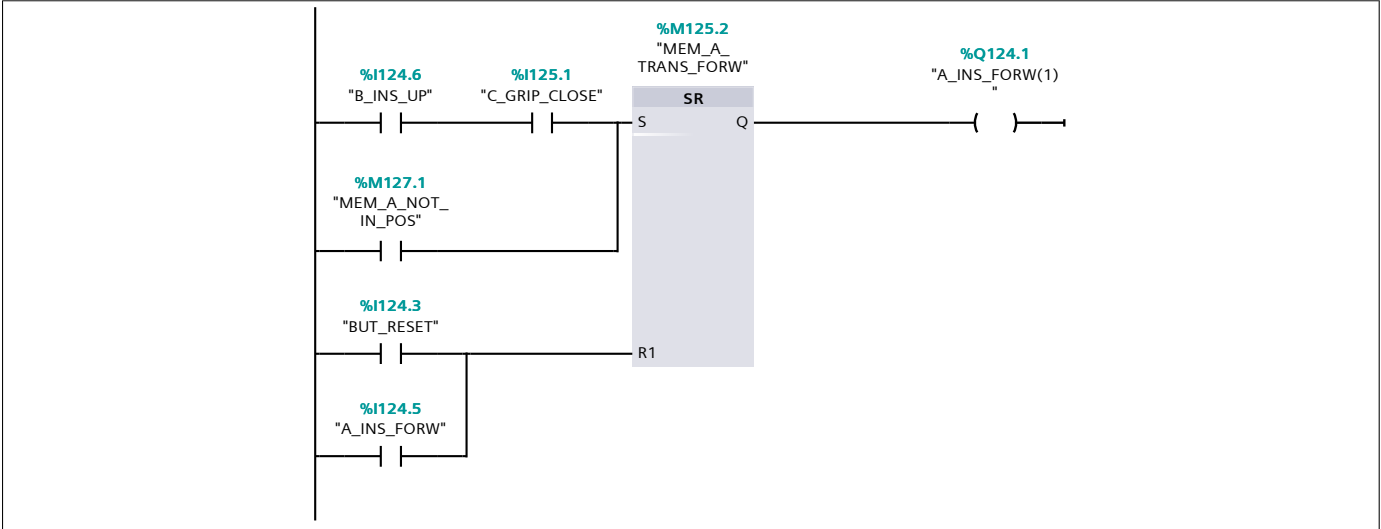 %M125.2
"MEM_A_
TRANS_FORW"
%Q124.1
"A_INS_FORW(1)
"
%I124.6
"B_INS_UP"
%I125.1
"C_GRIP_CLOSE"
SR
S
Q
%M127.1
"MEM_A_NOT_
IN_POS"
%I124.3
"BUT_RESET"
R1
%I124.5
"A_INS_FORW"